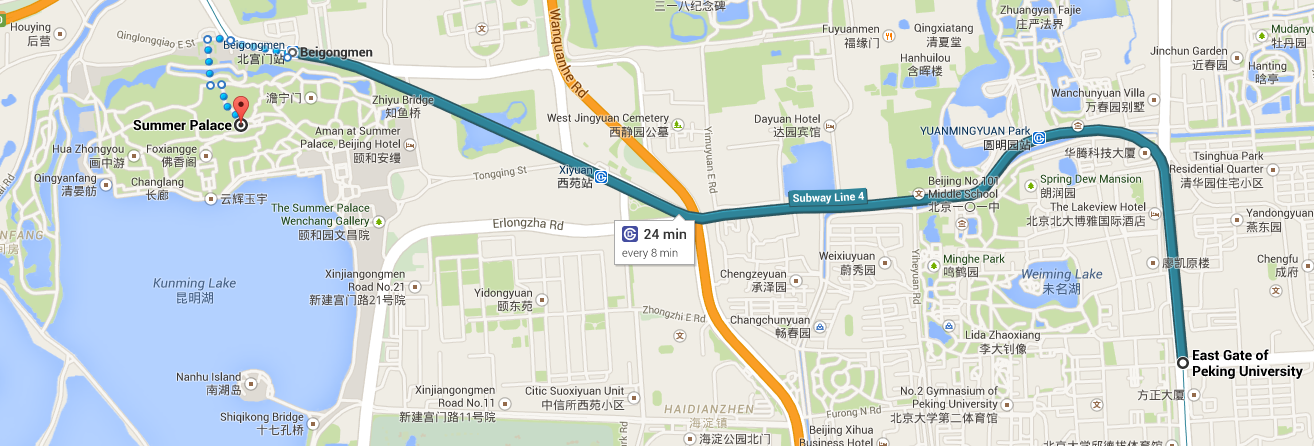 Houying
后营
Qinglongqiao E St
Beigongmen
北宫门站
Beigongmen
Wanquanhe Rd
三一八纪念碑
Fuyuanmen
福缘门
Qingxiatang
清夏堂
Hanhuilou
含晖楼
Zhuangyan Fajie
庄严法界
Jinchun Garden
近春园
Mudanyu
牡丹园
Hanting
晗亭
Wanchunyuan Villa
万春园别墅
澹宁门
Zhiyu Bridge
知鱼桥
Summer Palace
Aman at Summer
Palace, Beijing Hotel
颐和安缦
Hua Zhongyou
画中游
Foxiangge
佛香阁
Qingyanfang
清晏舫
Changlang
长廊
云辉玉宇
The Summer Palace
Wenchang Gallery
颐和园文昌院
West Jingyuan Cemetery
西静园公墓
Dayuan Hotel
达园宾馆
Yimuyuan E Rd
YUANMINGYUAN Park
圆明园站
华腾科技大厦
Tsinghua Park
Residential Quarter
清华园住宅小区
Tongqing St
Xiyuan
西苑站
Subway Line 4
Beijing No 101
Middle School
北京一〇一中
Spring Dew Mansion
朗润园
The Lakeview Hotel
北京北大博雅国际酒店
Yandongyuan
燕东园
Erlongzha Rd
24 min
every 8 min
Kunming Lake
昆明湖
Xinjiangongmen
Road No.21
新建富门路21号院
Yidongyuan
颐东苑
Chengzeyuan
承泽园
Weixiuyuan
蔚秀园
Yiheyuan Rd
Minghe Park
鸣鹤园
Weiming Lake
未名湖
廖凯原楼
Chengfu
成府
Zhongzhi E Rd
Changchunyuan
畅春园
Lida Zhaoxiang
李大钊像
East Gate of
Peking University
Nanhu Island
南湖岛
Shiqikong Bridge
十七孔桥
Xinjiangongmen
Road No.11
新建富门路11号院
Citic Suoxiyuan Unit
中信所西苑小区
HAIDIANZHEN
海淀镇
海淀公园北门
Furong N Rd
Beijing Xihua
Business Hotel
No.2 Gymnasium of
Peking University
北京大学第二体育馆
方正大厦